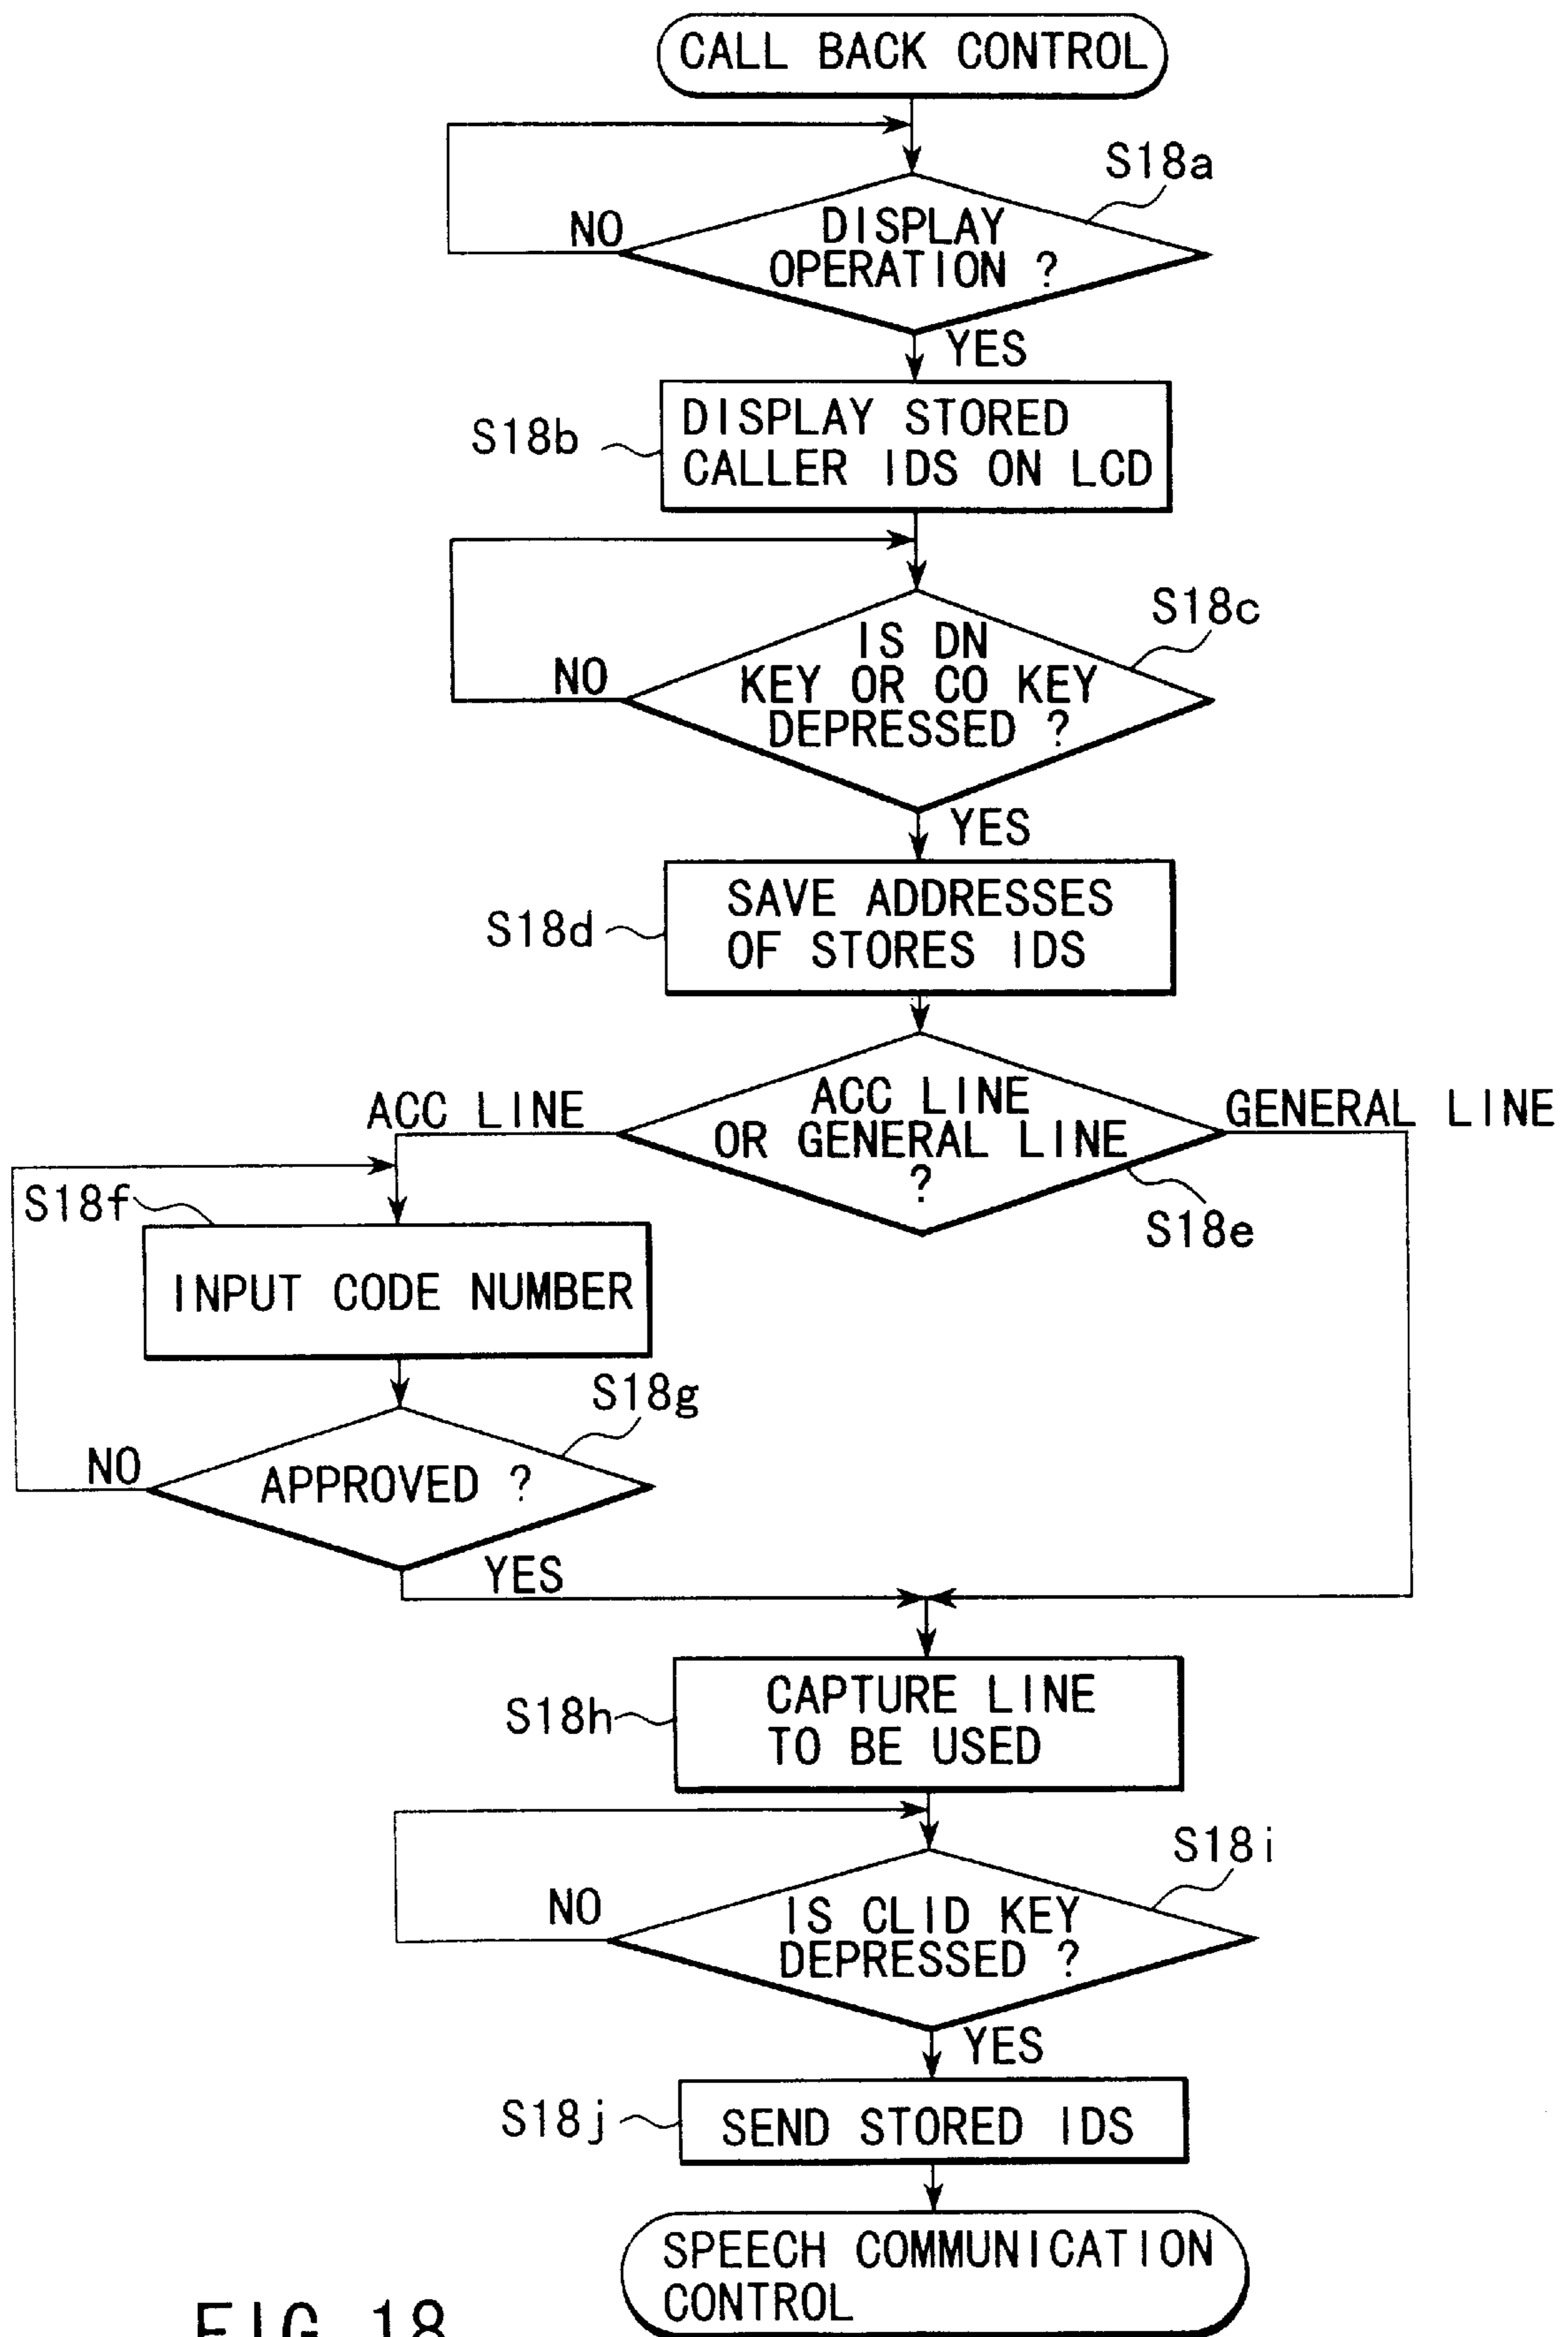 CALL BACK CONTROL
S18a
NO
DISPLAY
OPERATION ?
YES
S18b
DISPLAY STORED
CALLER IDS ON LCD
S18c
NO
IS DN
KEY OR CO KEY
DEPRESSED ?
YES
S18d
SAVE ADDRESSES
OF STORES IDS
ACC LINE
ACC LINE
OR GENERAL LINE
?
GENERAL LINE
S18e
S18f
INPUT CODE NUMBER
S18g
NO
APPROVED ?
YES
S18h
CAPTURE LINE
TO BE USED
S18i
NO
IS CLID KEY
DEPRESSED ?
YES
S18j
SEND STORED IDS
SPEECH COMMUNICATION
CONTROL
FIG.18